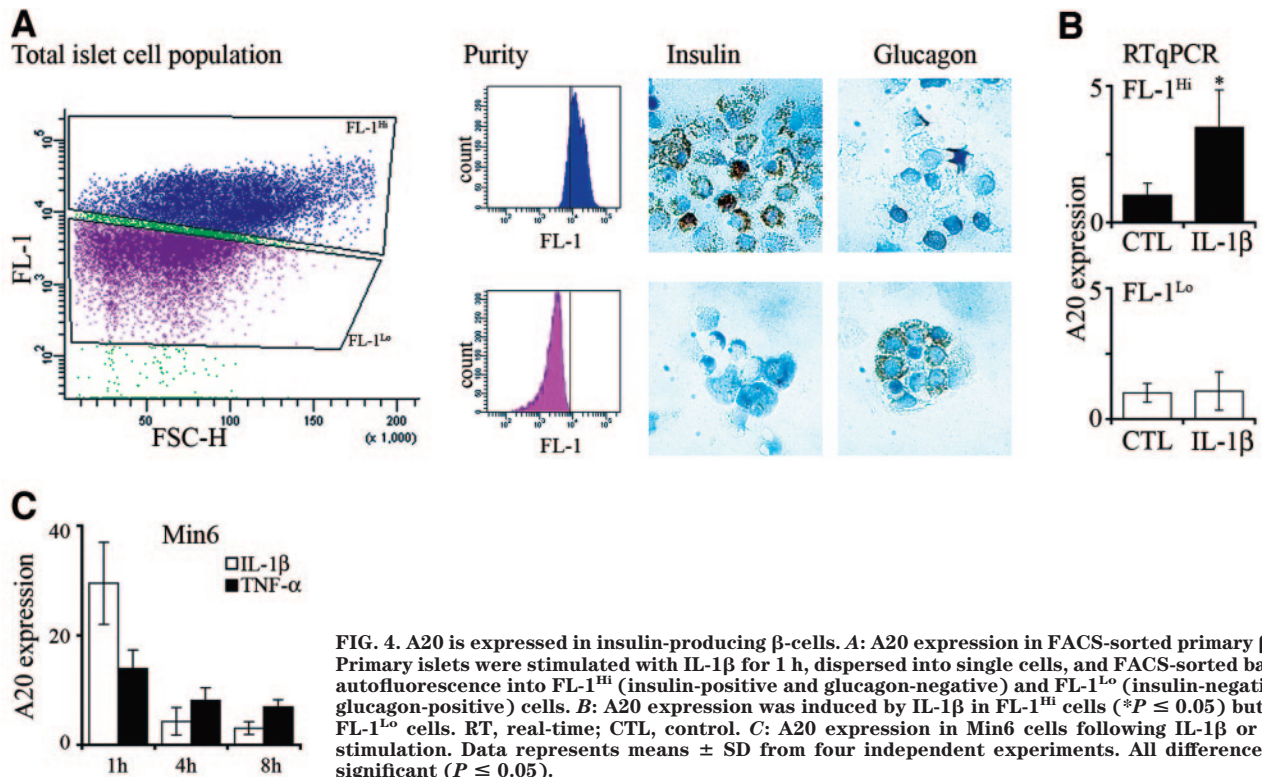 A
Total islet cell population
Purity
Insulin
Glucagon
FL-1
10⁵
10⁴
10³
10²
FL-1ᴴⁱ
FL-1ᴸᵒ
50 100 150 200
(x 1,000)
FSC-H
count
FL-1
count
FL-1
B
RTqPCR
A20 expression
5
FL-1ᴴⁱ
*
0
CTL IL-1β
5
FL-1ᴸᵒ
0
CTL IL-1β
C
Min6
A20 expression
40
20
0
IL-1β
TNF-α
1h 4h 8h
FIG. 4. A20 is expressed in insulin-producing β-cells. A: A20 expression in FACS-sorted primary β
Primary islets were stimulated with IL-1β for 1 h, dispersed into single cells, and FACS-sorted ba
autofluorescence into FL-1ᴴⁱ (insulin-positive and glucagon-negative) and FL-1ᴸᵒ (insulin-negati
glucagon-positive) cells. B: A20 expression was induced by IL-1β in FL-1ᴴⁱ cells (*P ≤ 0.05) but
FL-1ᴸᵒ cells. RT, real-time; CTL, control. C: A20 expression in Min6 cells following IL-1β or
stimulation. Data represents means ± SD from four independent experiments. All difference
significant (P ≤ 0.05).